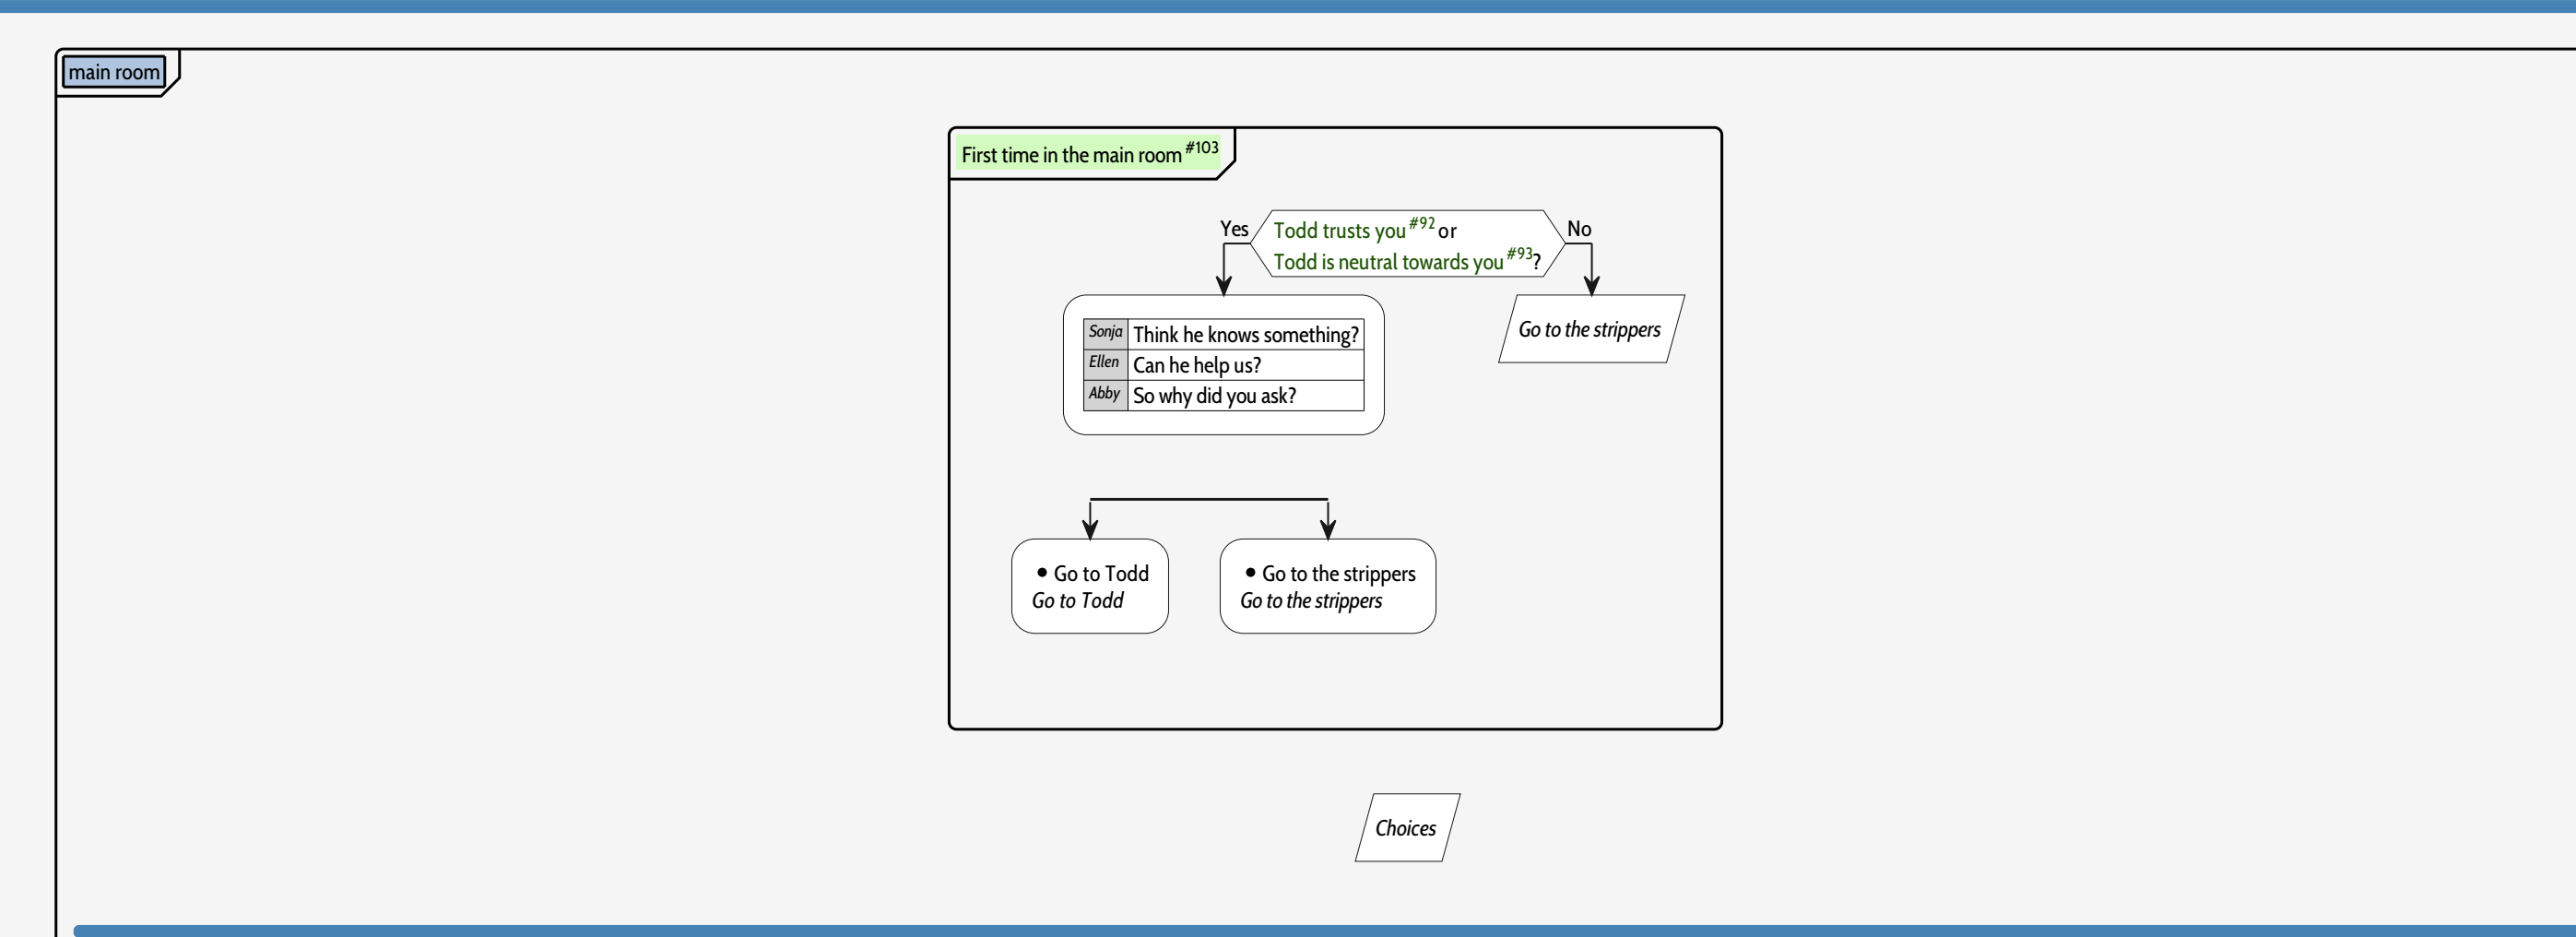 main room
First time in the main room #103
Yes
Todd trusts you #92 or
No
Todd is neutral towards you #93?
Sonja Think he knows something?
Ellen Can he help us?
Abby So why did you ask?
Go to the strippers
• Go to Todd
Go to Todd
• Go to the strippers
Go to the strippers
Choices